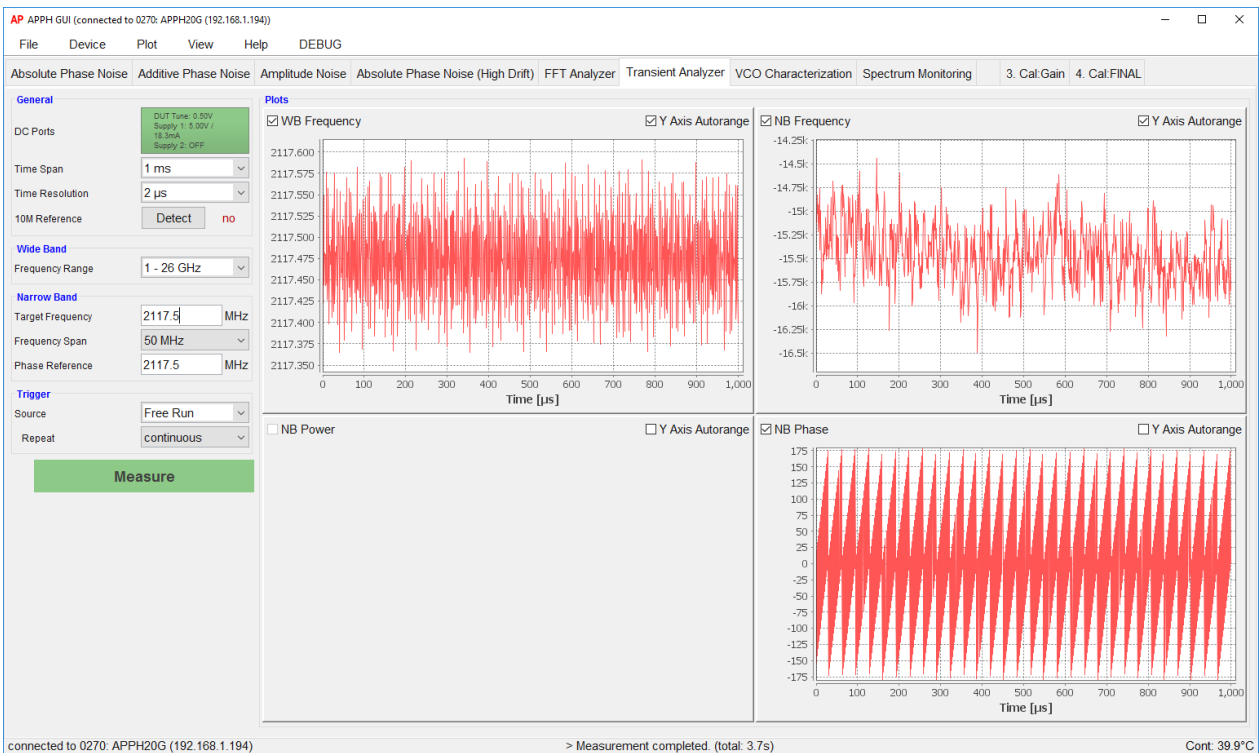 AP APPH GUI (connected to 0270: APPH20G (192.168.1.194))
File Device Plot View Help DEBUG
Absolute Phase Noise Additive Phase Noise Amplitude Noise Absolute Phase Noise (High Drift) FFT Analyzer Transient Analyzer VCO Characterization Spectrum Monitoring 3. Cal:Gain 4. Cal:FINAL
General
DC Ports
DUT Tune: 0.50V
Supply 1: 5.00V /
18.3mA
Supply 2: OFF
Time Span 1 ms
Time Resolution 2 µs
10M Reference Detect no
Wide Band
Frequency Range 1 - 26 GHz
Narrow Band
Target Frequency 2117.5 MHz
Frequency Span 50 MHz
Phase Reference 2117.5 MHz
Trigger
Source Free Run
Repeat continuous
Measure
Plots
WB Frequency Y Axis Autorange
2117.600
2117.575
2117.550
2117.525
2117.500
2117.475
2117.450
2117.425
2117.400
2117.375
2117.350
0 100 200 300 400 500 600 700 800 900 1,000
Time [µs]
NB Frequency Y Axis Autorange
-14.25k
-14.5k
-14.75k
-15k
-15.25k
-15.5k
-15.75k
-16k
-16.25k
-16.5k
0 100 200 300 400 500 600 700 800 900 1,000
Time [µs]
NB Power Y Axis Autorange
NB Phase Y Axis Autorange
175
150
125
100
75
50
25
0
-25
-50
-75
-100
-125
-150
-175
0 100 200 300 400 500 600 700 800 900 1,000
Time [µs]
connected to 0270: APPH20G (192.168.1.194) > Measurement completed. (total: 3.7s) Cont: 39.9°C